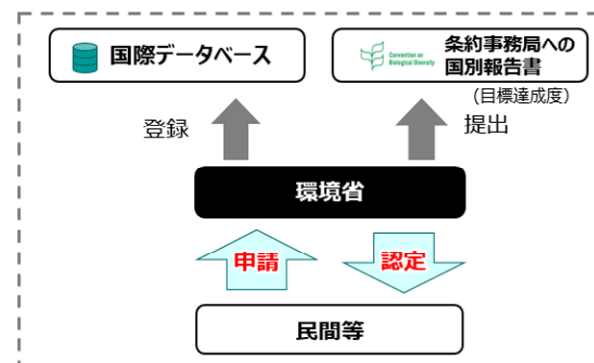 国際データベース
Convention on
Biological Diversity
条約事務局への
国別報告書
(目標達成度)
登録
提出
環境省
申請
認定
民間等